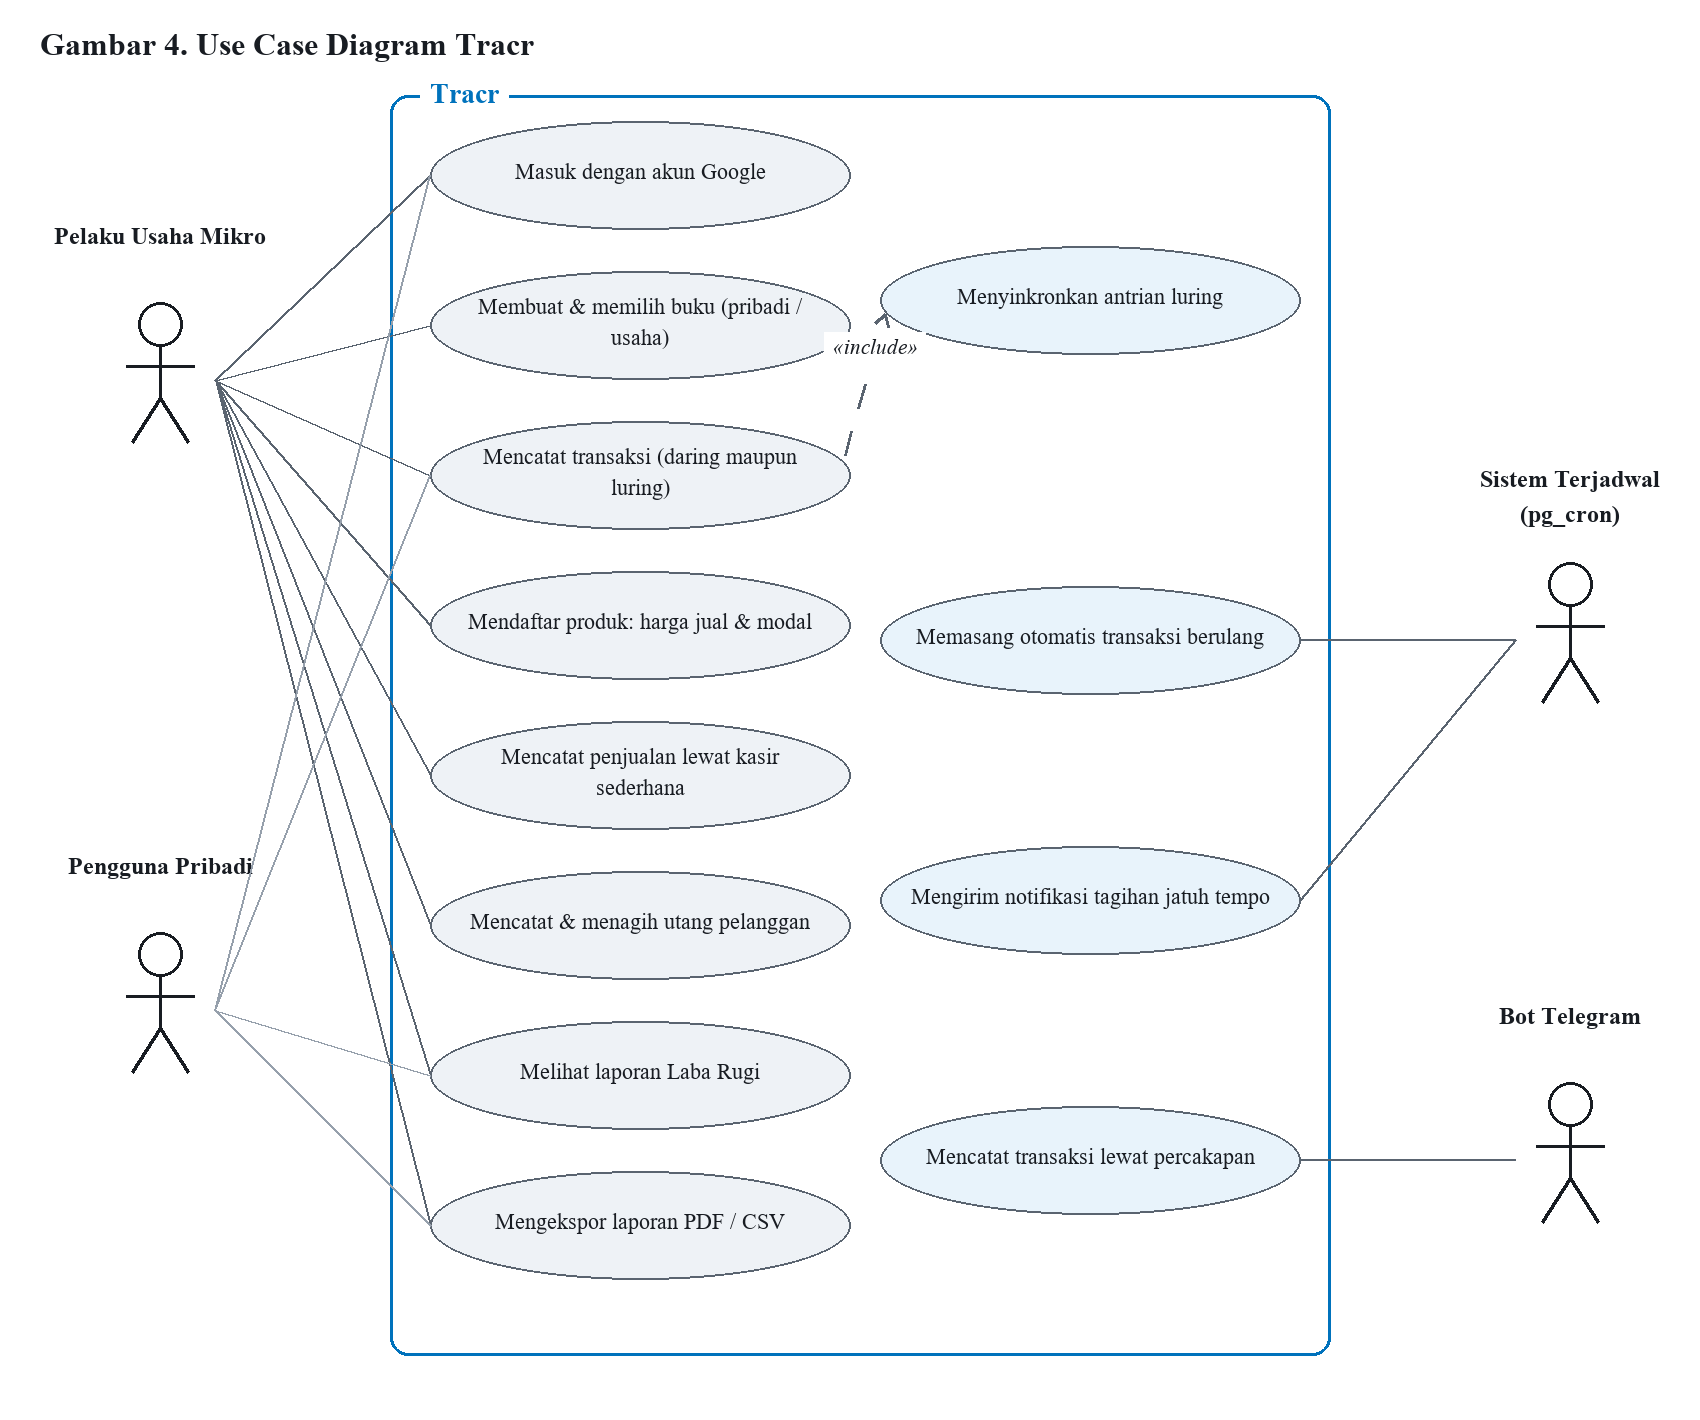 Gambar 4. Use Case Diagram Tracr
Tracr
Masuk dengan akun Google
Pelaku Usaha Mikro
Membuat & memilih buku (pribadi /
usaha)
Menyinkronkan antrian luring
«include»
Mencatat transaksi (daring maupun
luring)
Sistem Terjadwal
(pg_cron)
Mendaftar produk: harga jual & modal
Memasang otomatis transaksi berulang
Mencatat penjualan lewat kasir
sederhana
Pengguna Pribadi
Mencatat & menagih utang pelanggan
Mengirim notifikasi tagihan jatuh tempo
Bot Telegram
Melihat laporan Laba Rugi
Mencatat transaksi lewat percakapan
Mengekspor laporan PDF / CSV